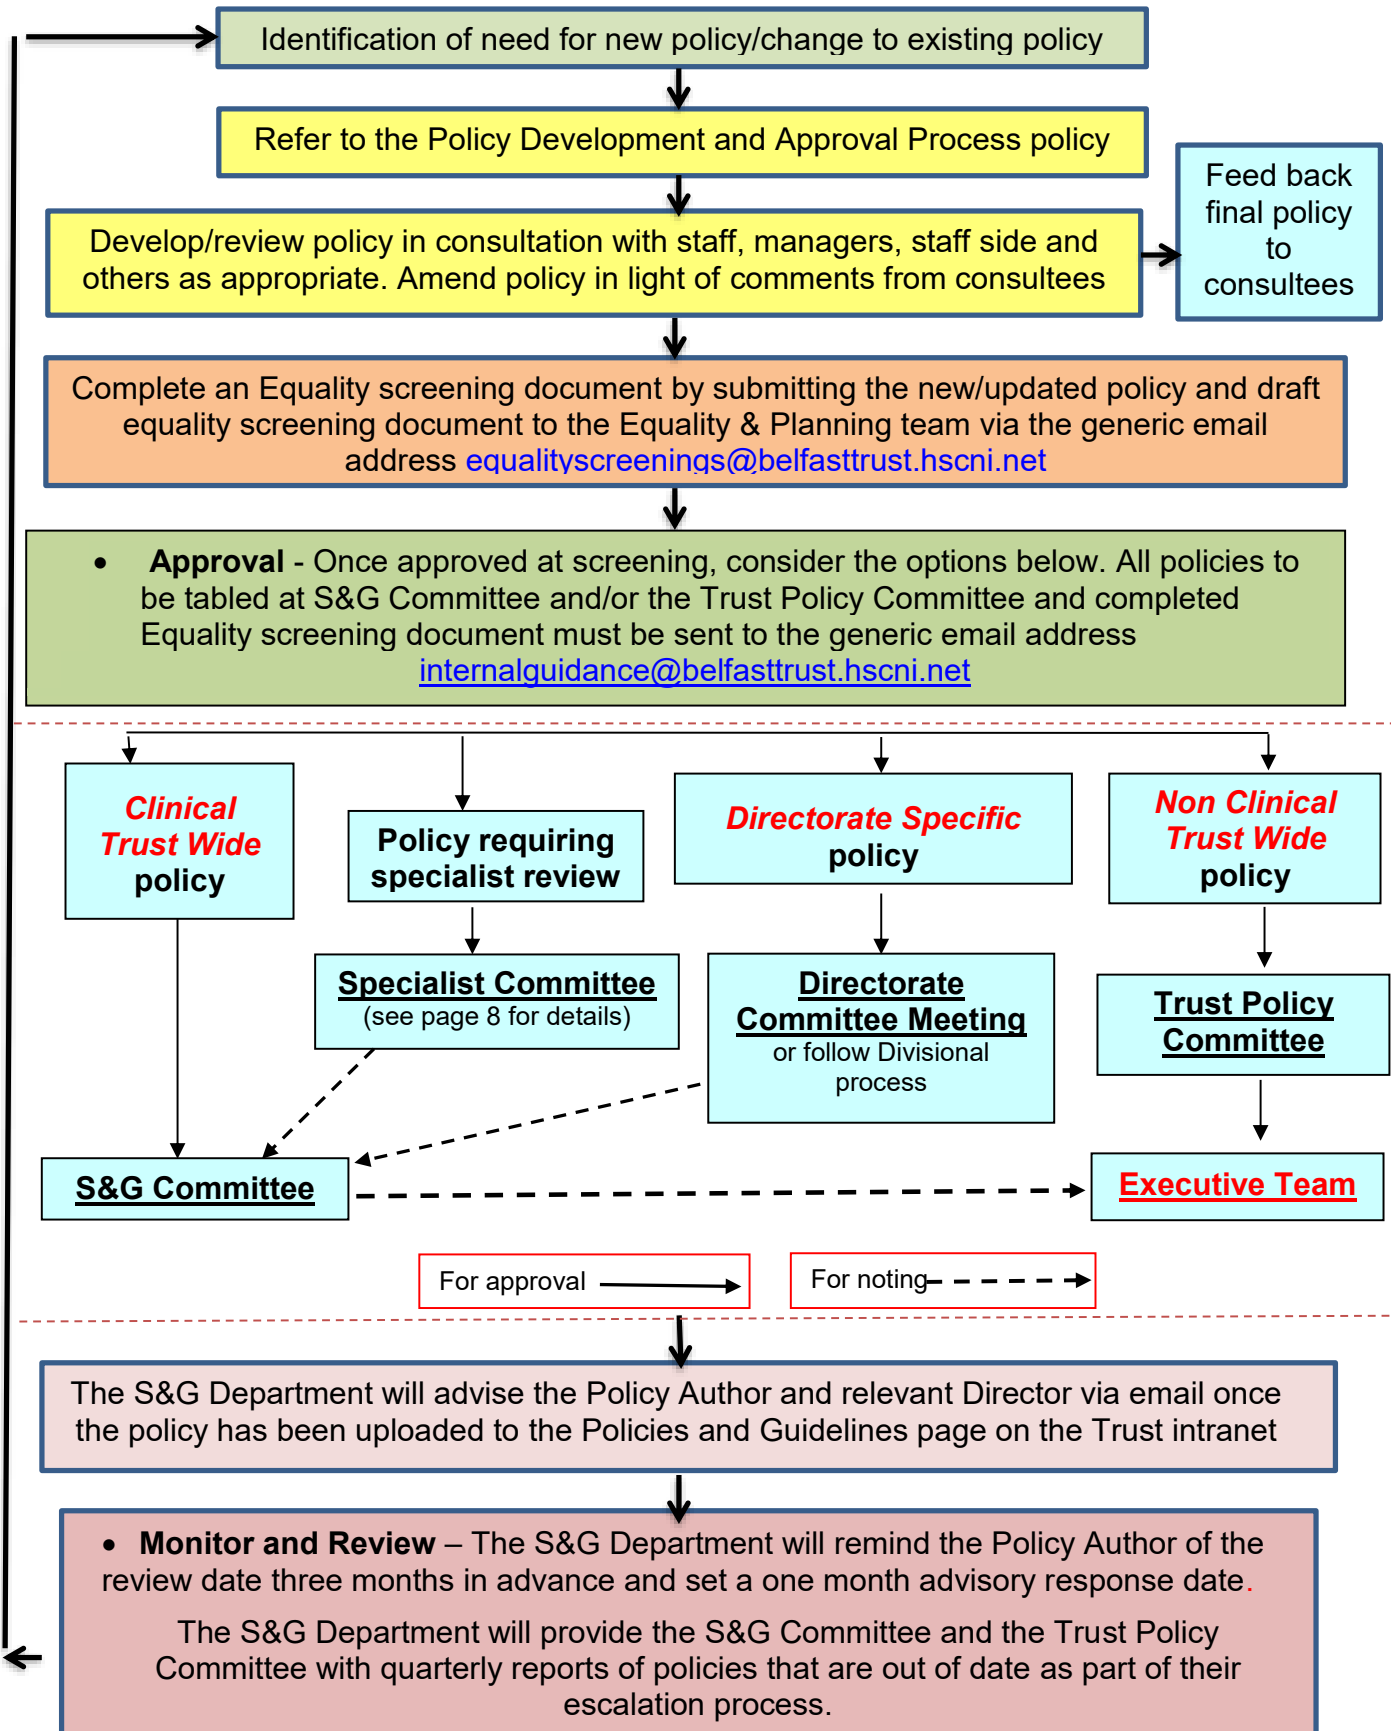 Identification of need for new policy/change to existing policy
Refer to the Policy Development and Approval Process policy
Develop/review policy in consultation with staff, managers, staff side and
others as appropriate. Amend policy in light of comments from consultees
Feed back
final policy
to
consultees
Complete an Equality screening document by submitting the new/updated policy and draft
equality screening document to the Equality & Planning team via the generic email
address equalityscreenings@belfasttrust.hscni.net
• Approval - Once approved at screening, consider the options below. All policies to
be tabled at S&G Committee and/or the Trust Policy Committee and completed
Equality screening document must be sent to the generic email address
internalguidance@belfasttrust.hscni.net
Clinical
Trust Wide
policy
Policy requiring
specialist review
Directorate Specific
policy
Non Clinical
Trust Wide
policy
Specialist Committee
(see page 8 for details)
Directorate
Committee Meeting
or follow Divisional
process
Trust Policy
Committee
S&G Committee
Executive Team
For approval
For noting
The S&G Department will advise the Policy Author and relevant Director via email once
the policy has been uploaded to the Policies and Guidelines page on the Trust intranet
• Monitor and Review – The S&G Department will remind the Policy Author of the
review date three months in advance and set a one month advisory response date.
The S&G Department will provide the S&G Committee and the Trust Policy
Committee with quarterly reports of policies that are out of date as part of their
escalation process.